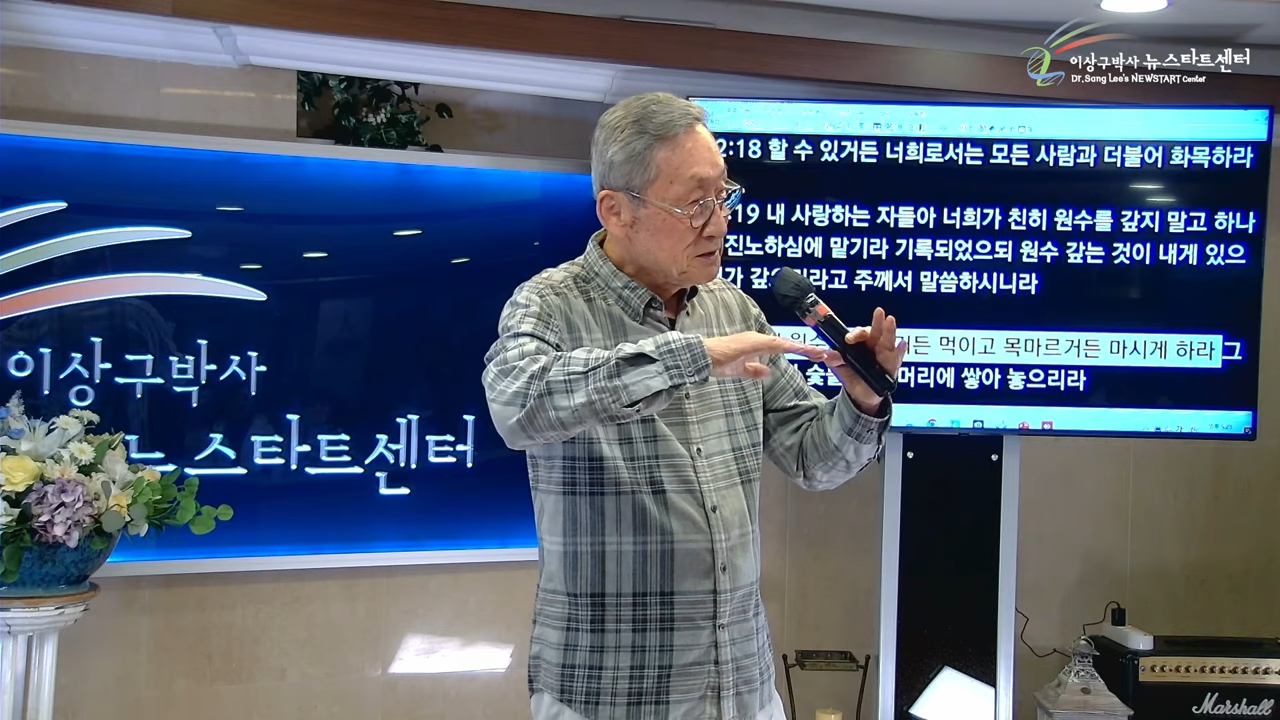 이상구박사 뉴스타트센터
Dr. Sang Lee's NEWSTART Center
2:18 할 수 있거든 너희로서는 모든 사람과 더불어 화목하라
:19 내 사랑하는 자들아 너희가 친히 원수를 갚지 말고 하나
진노하심에 맡기라 기록되었으되 원수 갚는 것이 내게 있으
갚으리라고 주께서 말씀하시니라
먹이고 목마르거든 마시게 하라 그
머리에 쌓아 놓으리라
이상구박사
뉴스타트센터
Marshall